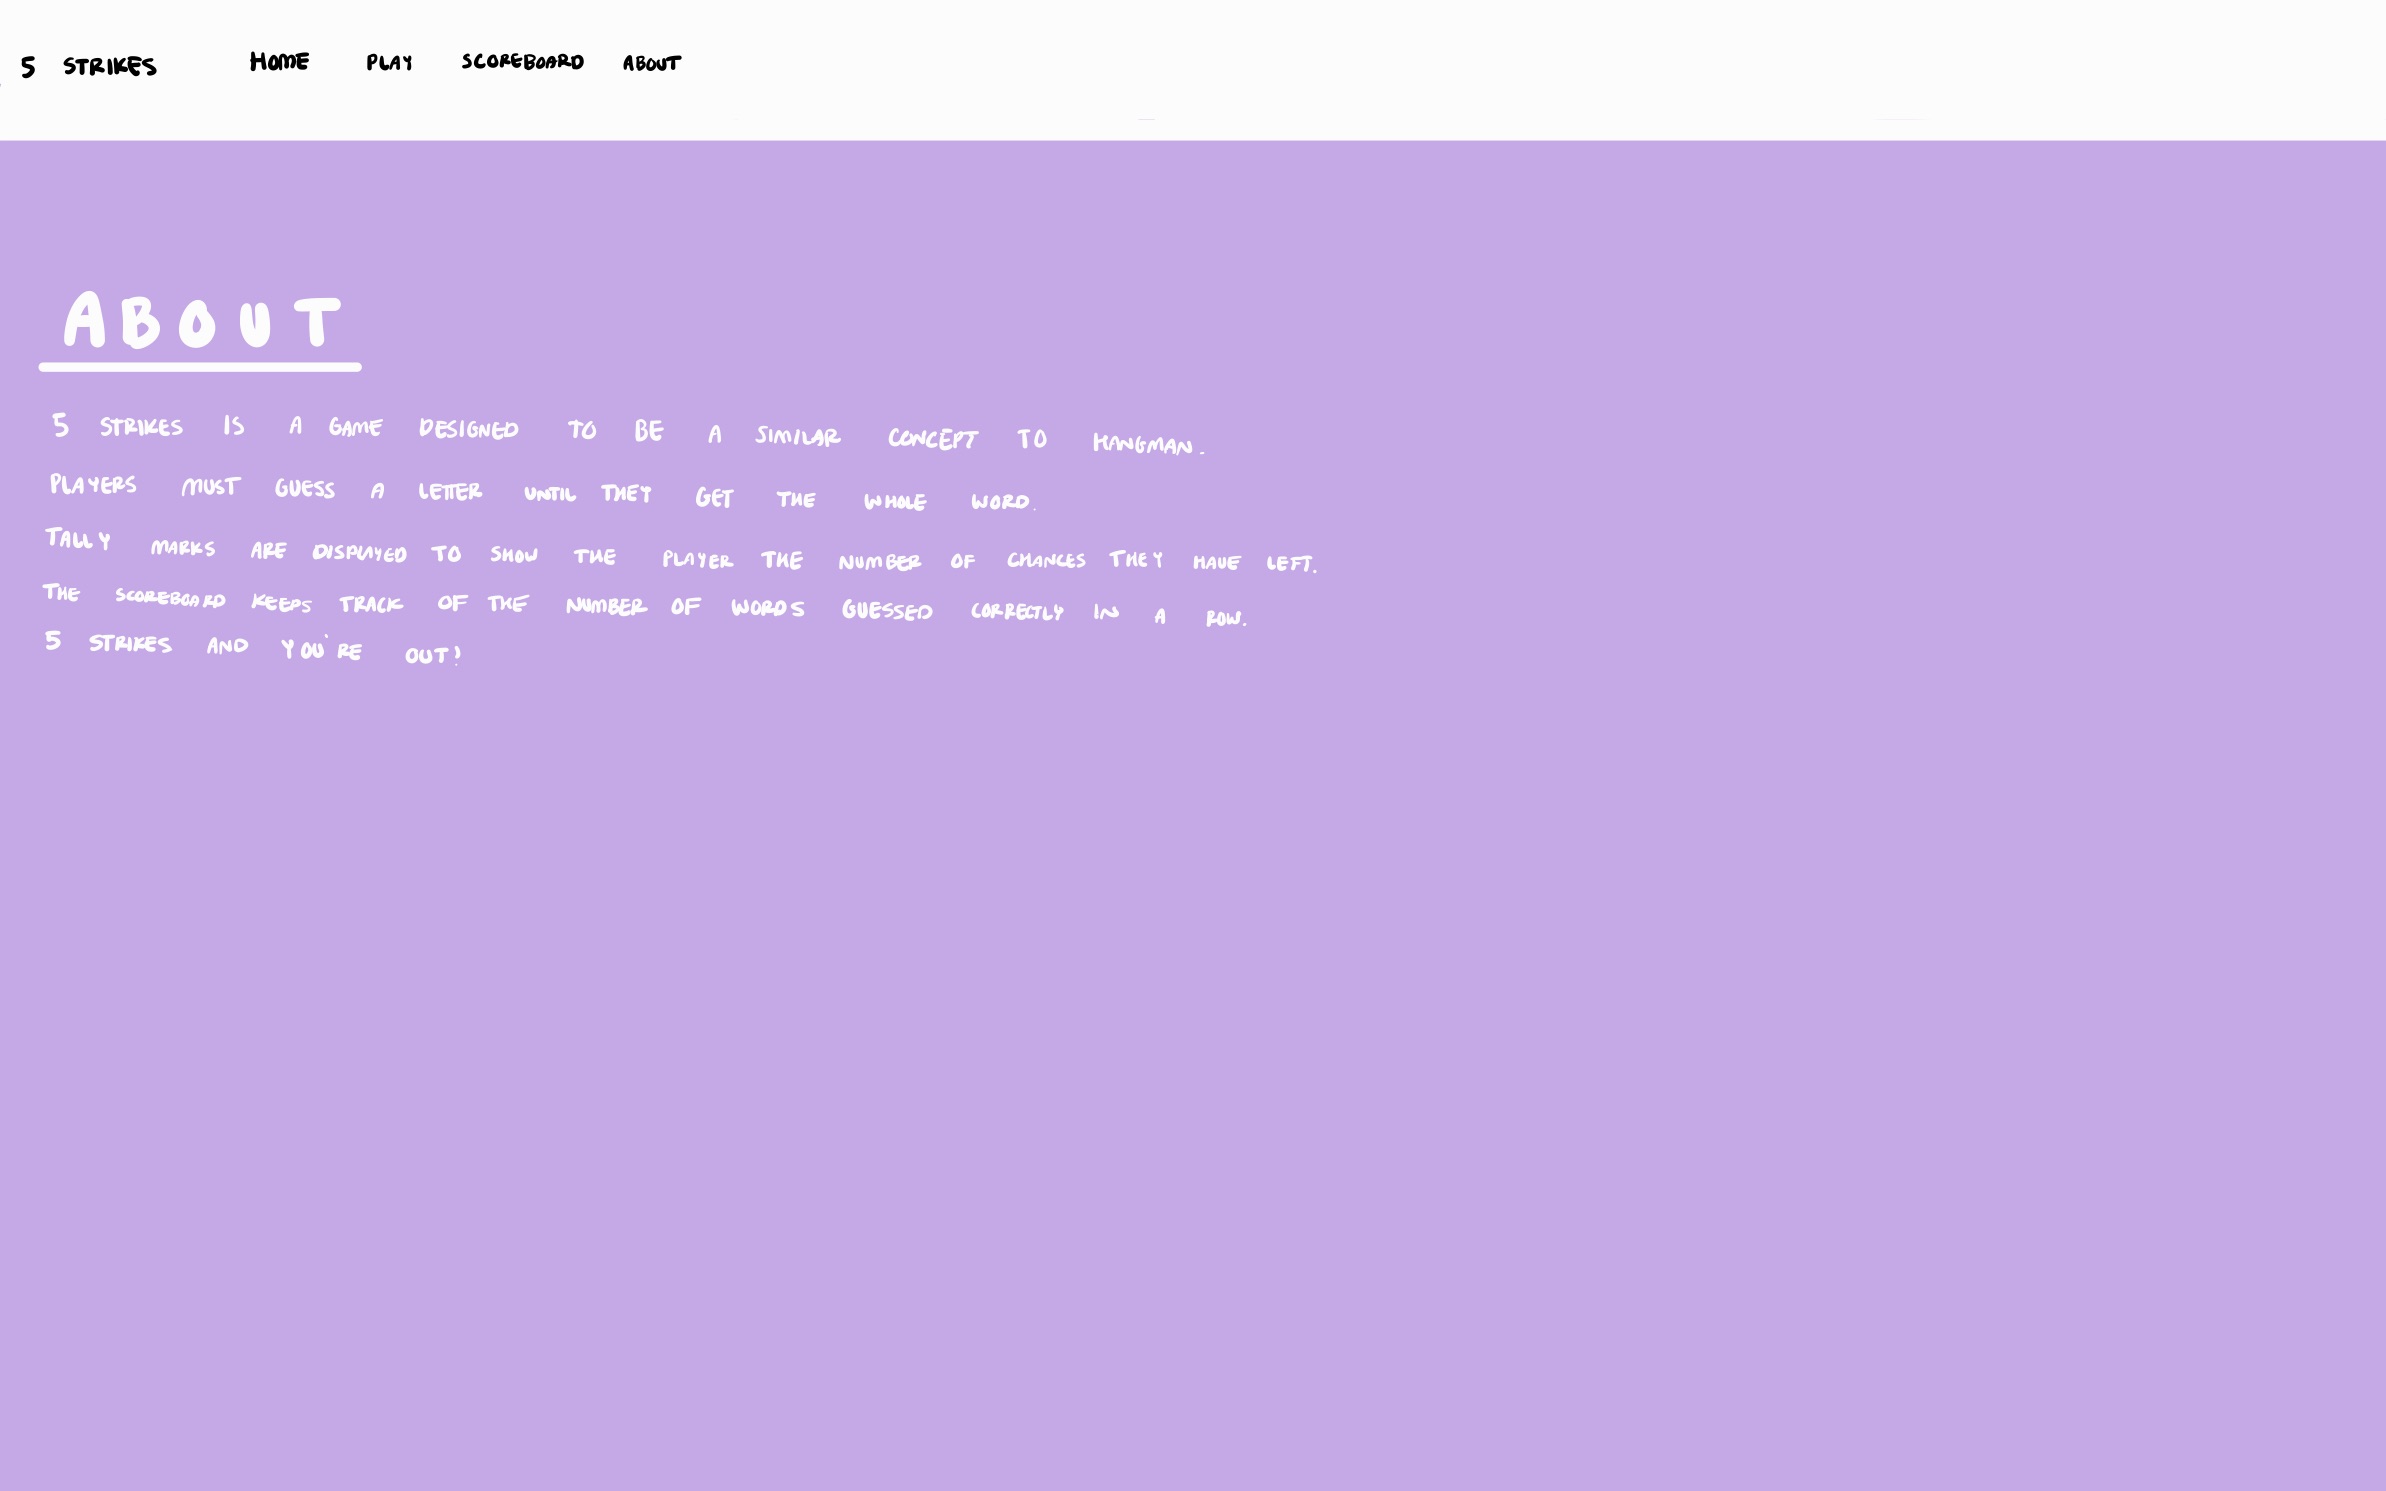 5 STRIKES HOME PLAY SCOREBOARD ABOUT
ABOUT
5 STRIKES IS A GAME DESIGNED TO BE A SIMILAR CONCEPT TO HANGMAN.
PLAYERS MUST GUESS A LETTER UNTIL THEY GET THE WHOLE WORD.
TALLY MARKS ARE DISPLAYED TO SHOW THE PLAYER THE NUMBER OF CHANCES THEY HAVE LEFT.
THE SCOREBOARD KEEPS TRACK OF THE NUMBER OF WORDS GUESSED CORRECTLY IN A ROW.
5 STRIKES AND YOU'RE OUT!